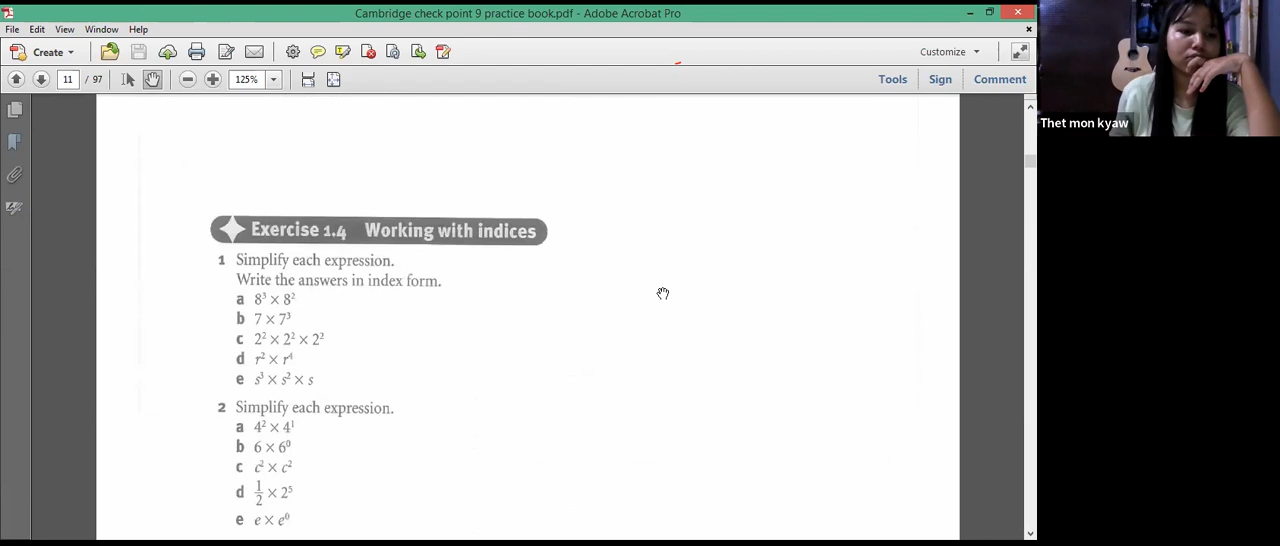 Cambridge check point 9 practice book.pdf - Adobe Acrobat Pro
File Edit View Window Help
Create
Customize
11 / 97
125%
Tools Sign Comment
Thet mon kyaw
Exercise 1.4 Working with indices
1 Simplify each expression.
Write the answers in index form.
a 8³ × 8²
b 7 × 7³
c 2² × 2² × 2²
d r² × r⁴
e s³ × s² × s
2 Simplify each expression.
a 4² × 4¹
b 6 × 6⁰
c c² × c²
d 1/2 × 2⁵
e e × e⁰